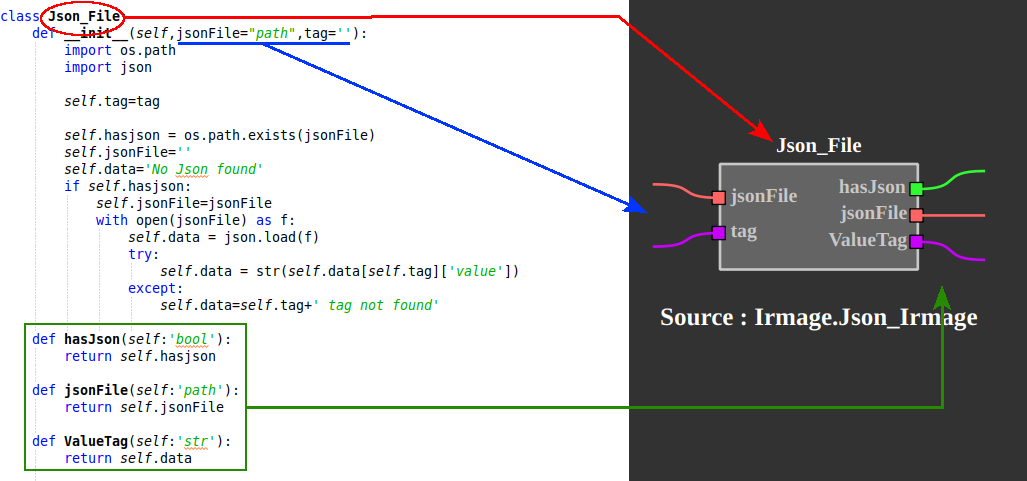 class Json_File
    def __init__(self,jsonFile="path",tag=''):
        import os.path
        import json
        self.tag=tag
        self.hasjson = os.path.exists(jsonFile)
        self.jsonFile=''
        self.data='No Json found'
        if self.hasjson:
            self.jsonFile=jsonFile
            with open(jsonFile) as f:
                self.data = json.load(f)
                try:
                    self.data = str(self.data[self.tag]['value'])
                except:
                    self.data=self.tag+' tag not found'
    def hasJson(self:'bool'):
        return self.hasjson
    def jsonFile(self:'path'):
        return self.jsonFile
    def ValueTag(self:'str'):
        return self.data
Json_File
jsonFile
tag
hasJson
jsonFile
ValueTag
Source : Irmage.Json_Irmage